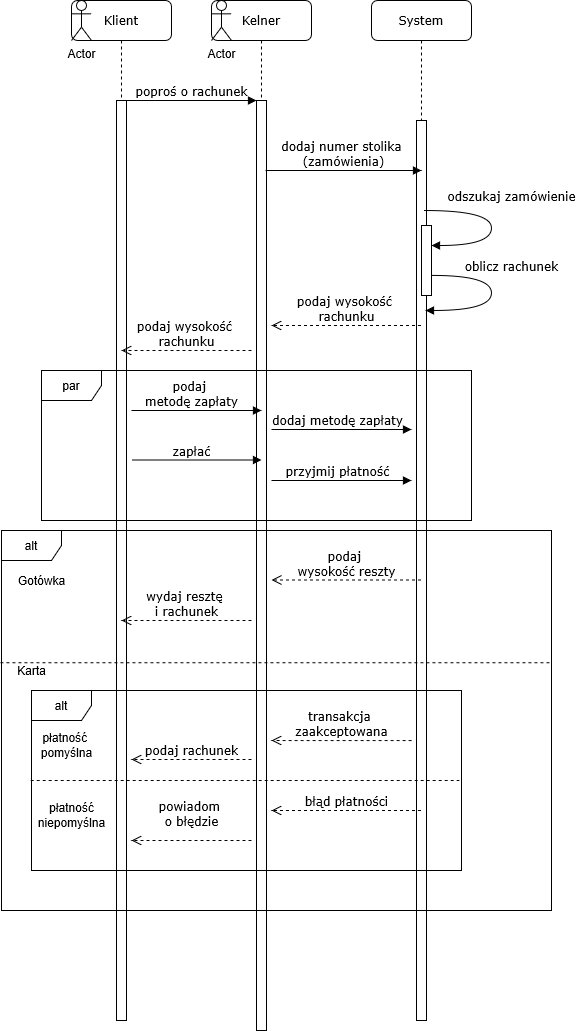 Klient
Kelner
System
Actor
Actor
poproś o rachunek
dodaj numer stolika
(zamówienia)
odszukaj zamówienie
oblicz rachunek
podaj wysokość
rachunku
podaj wysokość
rachunku
par
podaj
metodę zapłaty
dodaj metodę zapłaty
zapłać
przyjmij płatność
alt
podaj
wysokość reszty
Gotówka
wydaj resztę
i rachunek
Karta
alt
transakcja
zaakceptowana
płatność
pomyślna
podaj rachunek
błąd płatności
płatność
niepomyślna
powiadom
o błędzie